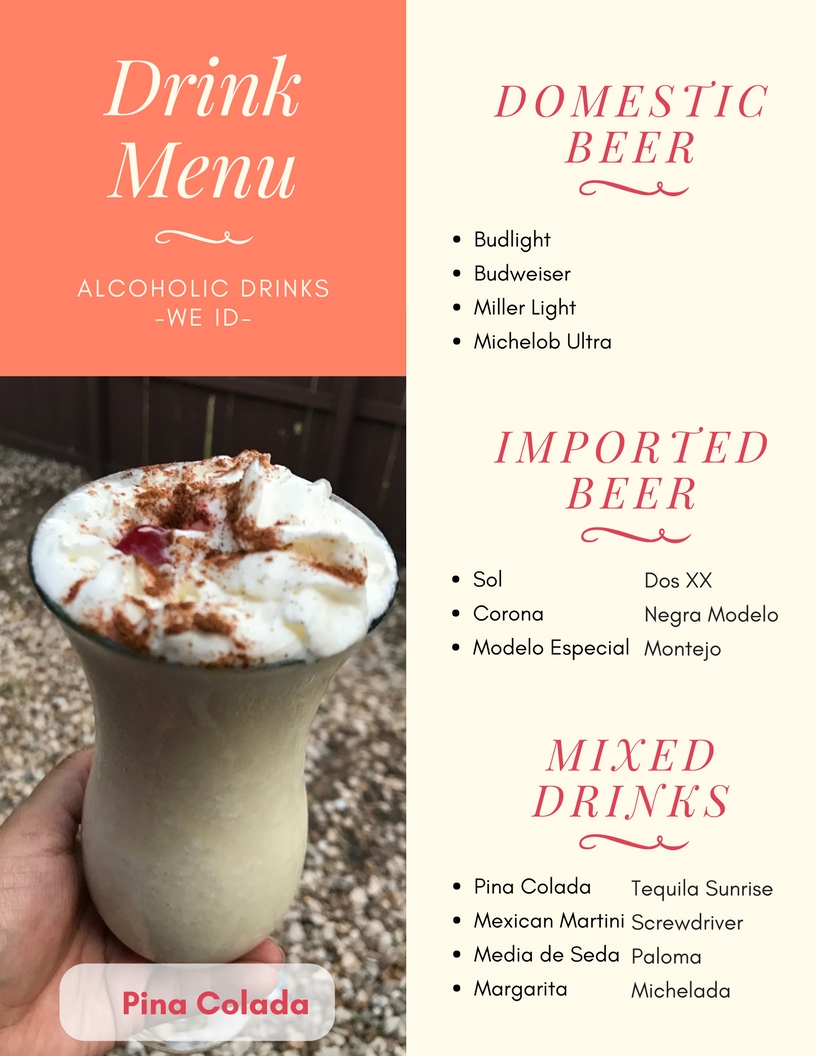 Drink
Menu
ALCOHOLIC DRINKS
-WE ID-
Pina Colada
DOMESTIC
BEER
• Budlight
• Budweiser
• Miller Light
• Michelob Ultra
IMPORTED
BEER
• Sol Dos XX
• Corona Negra Modelo
• Modelo Especial Montejo
MIXED
DRINKS
• Pina Colada Tequila Sunrise
• Mexican Martini Screwdriver
• Media de Seda Paloma
• Margarita Michelada